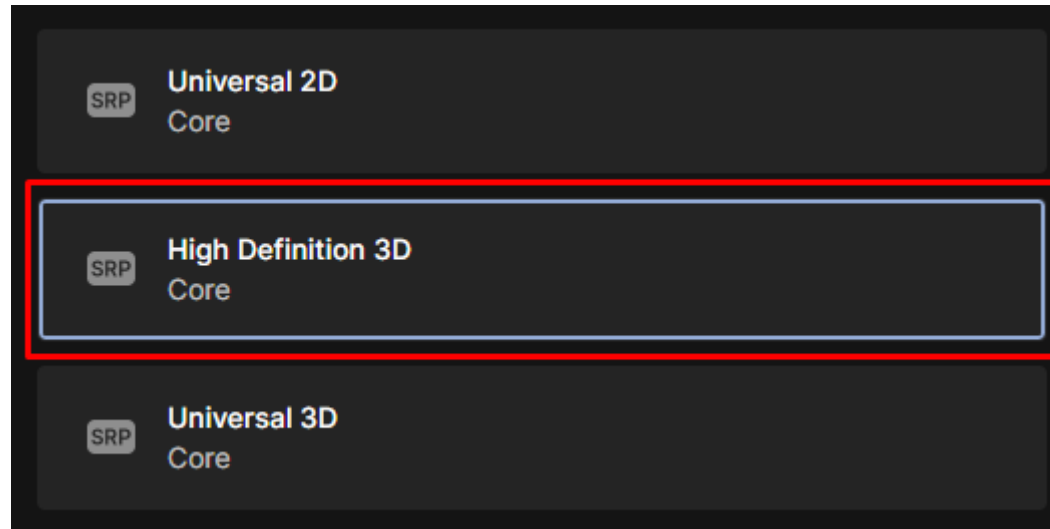 SRP
Universal 2D
Core
SRP
High Definition 3D
Core
SRP
Universal 3D
Core